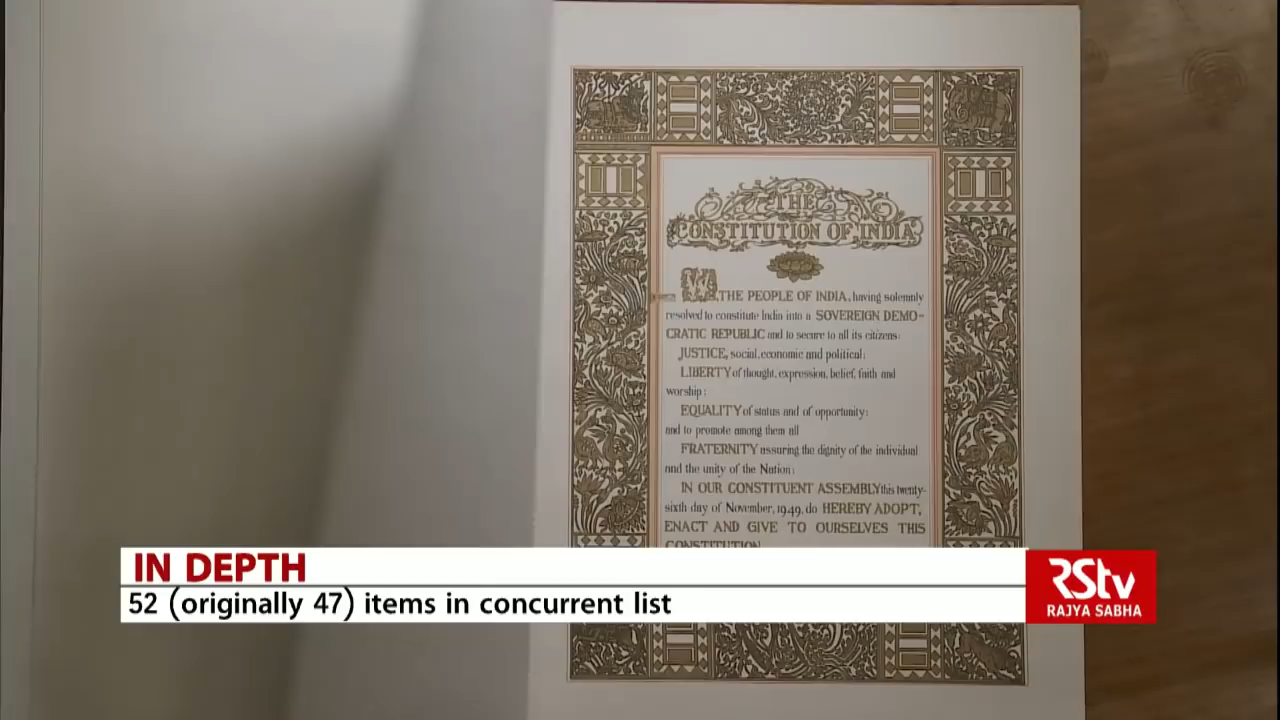 THE
CONSTITUTION OF INDIA
WE, THE PEOPLE OF INDIA, having solemnly
resolved to constitute India into a SOVEREIGN DEMO-
CRATIC REPUBLIC and to secure to all its citizens:
JUSTICE, social, economic and political;
LIBERTY of thought, expression, belief, faith and
worship;
EQUALITY of status and of opportunity;
and to promote among them all
FRATERNITY assuring the dignity of the individual
and the unity of the Nation;
IN OUR CONSTITUENT ASSEMBLY this twenty-
sixth day of November, 1949, do HEREBY ADOPT,
ENACT AND GIVE TO OURSELVES THIS
CONSTITUTION
IN DEPTH
52 (originally 47) items in concurrent list
RSTV
RAJYA SABHA